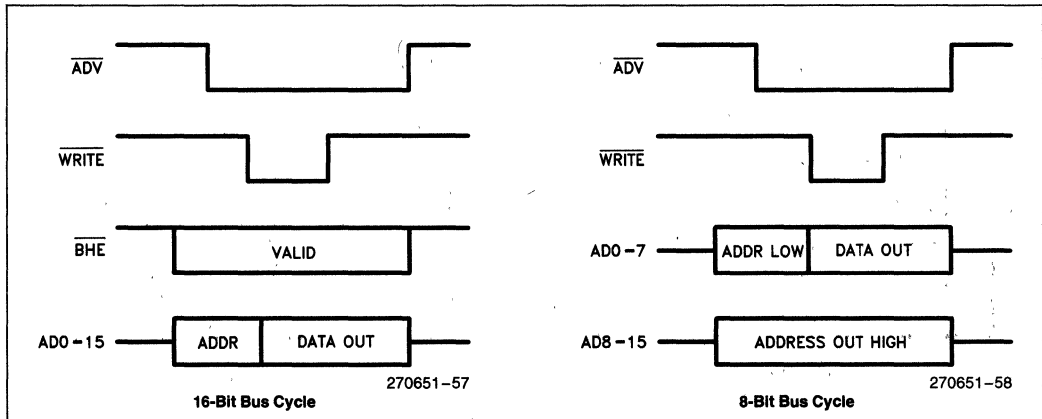 ADV
WRITE
BHE
VALID
AD0-15
ADDR
DATA OUT
270651-57
16-Bit Bus Cycle
ADV
WRITE
AD0-7
ADDR LOW
DATA OUT
AD8-15
ADDRESS OUT HIGH
270651-58
8-Bit Bus Cycle